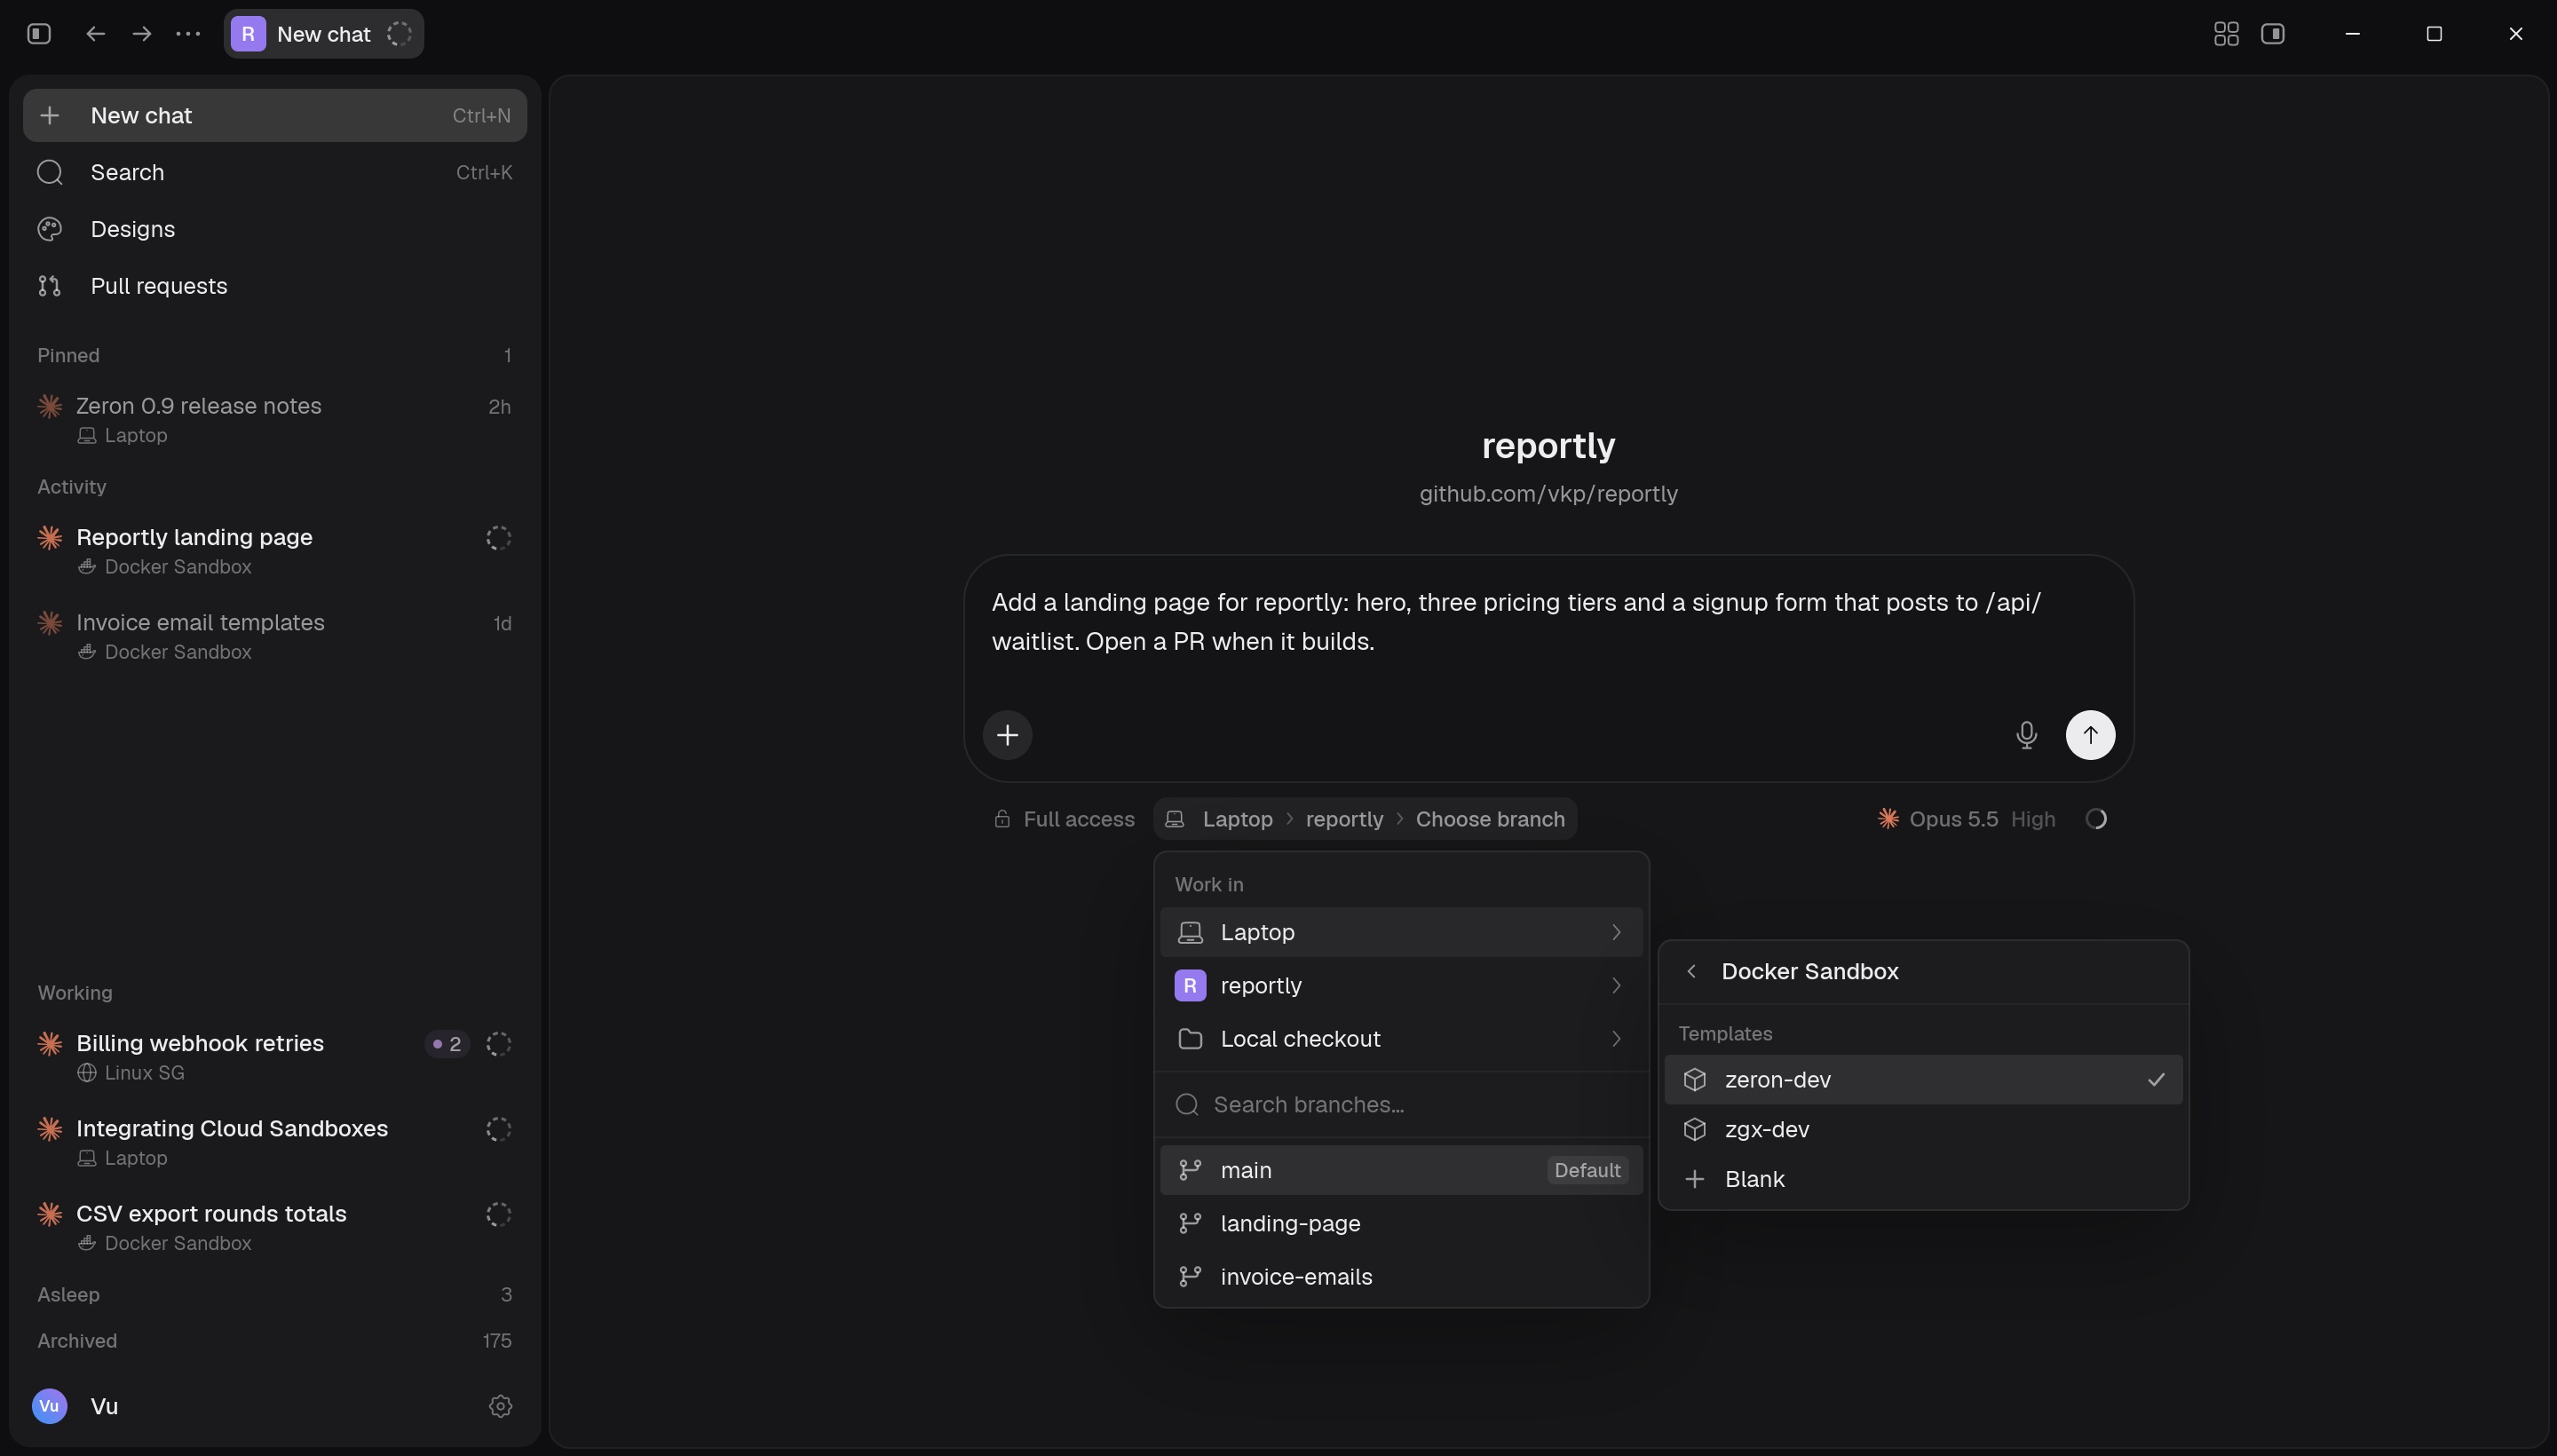 R New chat
New chat Ctrl+N
Search Ctrl+K
Designs
Pull requests
Pinned 1
Zeron 0.9 release notes 2h
Laptop
Activity
Reportly landing page
Docker Sandbox
Invoice email templates 1d
Docker Sandbox
Working
Billing webhook retries 2
Linux SG
Integrating Cloud Sandboxes
Laptop
CSV export rounds totals
Docker Sandbox
Asleep 3
Archived 175
Vu Vu
reportly
github.com/vkp/reportly
Add a landing page for reportly: hero, three pricing tiers and a signup form that posts to /api/
waitlist. Open a PR when it builds.
Full access Laptop > reportly > Choose branch Opus 5.5 High
Work in
Laptop
R reportly
Local checkout
Search branches...
main Default
landing-page
invoice-emails
Docker Sandbox
Templates
zeron-dev
zgx-dev
Blank